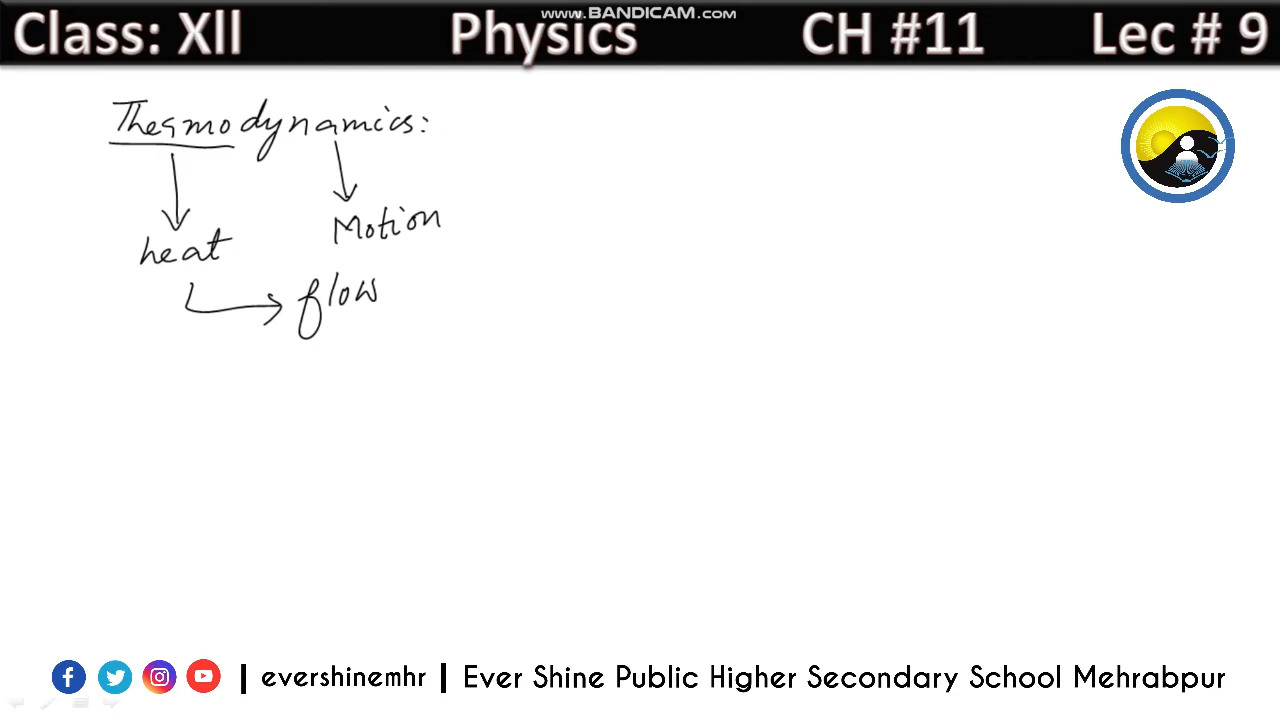 www.BANDICAM.com
Class: XII Physics CH #11 Lec # 9
Thermodynamics:
heat Motion
flow
| evershinemhr | Ever Shine Public Higher Secondary School Mehrabpur